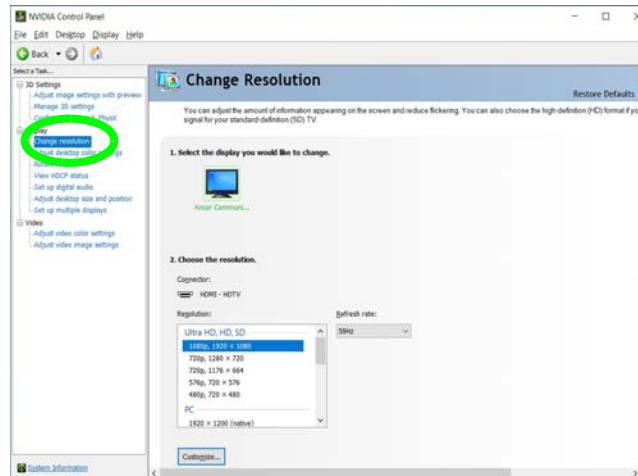 NVIDIA Control Panel
File Edit Desktop Display Help
Back
Select a Task...
3D Settings
Adjust image settings with preview
Manage 3D settings
PhysX
Change resolution
Adjust desktop color settings
View HDCP status
Set up digital audio
Adjust desktop size and position
Set up multiple displays
Video
Adjust video color settings
Adjust video image settings
System Information
Change Resolution
Restore Defaults
You can adjust the amount of information appearing on the screen and reduce flickering. You can also choose the high-definition (HD) format if yo
signal for your standard-definition (SD) TV.
1. Select the display you would like to change.
Ancor Communi...
2. Choose the resolution.
Connector:
HDMI - HDTV
Resolution:
Refresh rate:
Ultra HD, HD, SD
59Hz
1080p, 1920 × 1080
720p, 1280 × 720
720p, 1176 × 664
576p, 720 × 576
480p, 720 × 480
PC
1920 × 1200 (native)
Customize...